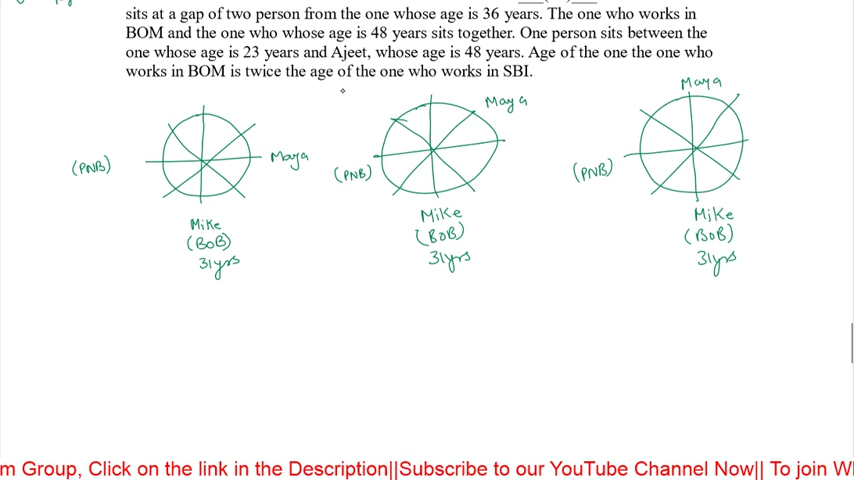 sits at a gap of two person from the one whose age is 36 years. The one who works in
BOM and the one who whose age is 48 years sits together. One person sits between the
one whose age is 23 years and Ajeet, whose age is 48 years. Age of the one the one who
works in BOM is twice the age of the one who works in SBI.
Maya
Maya
(PNB)
Maya
(PNB)
(PNB)
Mike
(BOB)
31yrs
Mike
(BOB)
31yrs
Mike
(BOB)
31yrs
m Group, Click on the link in the Description||Subscribe to our YouTube Channel Now|| To join W